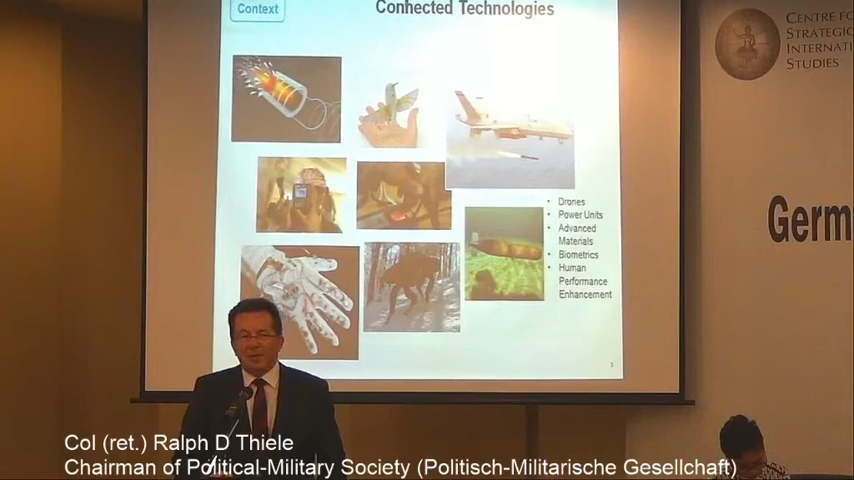 Context
Connected Technologies
CENTRE FO
STRATEGIC
INTERNATI
STUDIES
Germ
• Drones
• Power Units
• Advanced
Materials
• Biometrics
• Human
Performance
Enhancement
Col (ret.) Ralph D Thiele
Chairman of Political-Military Society (Politisch-Militarische Gesellchaft)